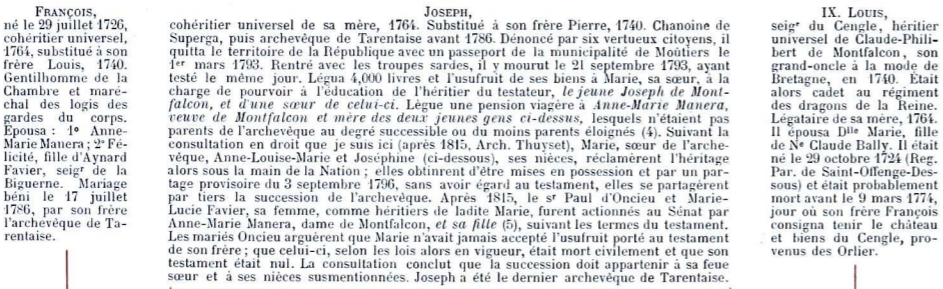 FRANÇOIS,
né le 29 juillet 1726,
cohéritier universel,
1764, substitué à son
frère Louis, 1740.
Gentilhomme de la
Chambre et maré-
chal des logis des
gardes du corps.
Épousa : 1º Anne-
Marie Manera ; 2º Fé-
licité, fille d'Aynard
Favier, seigr de la
Biguerne. Mariage
béni le 17 juillet
1786, par son frère
l'archevêque de Ta-
rentaise.
JOSEPH,
cohéritier universel de sa mère, 1764. Substitué à son frère Pierre, 1740. Chanoine de
Superga, puis archevêque de Tarentaise avant 1786. Dénoncé par six vertueux citoyens, il
quitta le territoire de la République avec un passeport de la municipalité de Moûtiers le
1er mars 1793. Rentré avec les troupes sardes, il y mourut le 21 septembre 1793, ayant
testé le même jour. Légua 4,000 livres et l'usufruit de ses biens à Marie, sa sœur, à la
charge de pourvoir à l'éducation de l'héritier du testateur, le jeune Joseph de Mont-
falcon, et d'une sœur de celui-ci. Lègue une pension viagère à Anne-Marie Manera,
veuve de Montfalcon et mère des deux jeunes gens ci-dessus, lesquels n'étaient pas
parents de l'archevêque au degré successible ou du moins parents éloignés (4). Suivant la
consultation en droit que je suis ici (après 1815, Arch. Thuyset), Marie, sœur de l'arche-
vêque, Anne-Louise-Marie et Joséphine (ci-dessous), ses nièces, réclamèrent l'héritage
alors sous la main de la Nation ; elles obtinrent d'être mises en possession et par un par-
tage provisoire du 3 septembre 1796, sans avoir égard au testament, elles se partagèrent
par tiers la succession de l'archevêque. Après 1815, le sr Paul d'Oncieu et Marie-
Lucie Favier, sa femme, comme héritiers de ladite Marie, furent actionnés au Sénat par
Anne-Marie Manera, dame de Montfalcon, et sa fille (5), suivant les termes du testament.
Les mariés Oncieu arguèrent que Marie n'avait jamais accepté l'usufruit porté au testament
de son frère ; que celui-ci, selon les lois alors en vigueur, était mort civilement et que son
testament était nul. La consultation conclut que la succession doit appartenir à sa feue
sœur et à ses nièces susmentionnées. Joseph a été le dernier archevêque de Tarentaise.
IX. LOUIS,
seigr du Cengle, héritier
universel de Claude-Phili-
bert de Montfalcon, son
grand-oncle à la mode de
Bretagne, en 1740. Était
alors cadet au régiment
des dragons de la Reine.
Légataire de sa mère, 1764.
Il épousa Dlle Marie, fille
de Ne Claude Bally. Il était
né le 29 octobre 1724 (Reg.
Par. de Saint-Offenge-Des-
sous) et était probablement
mort avant le 9 mars 1774,
jour où son frère François
consigna tenir le château
et biens du Cengle, pro-
venus des Orlier.